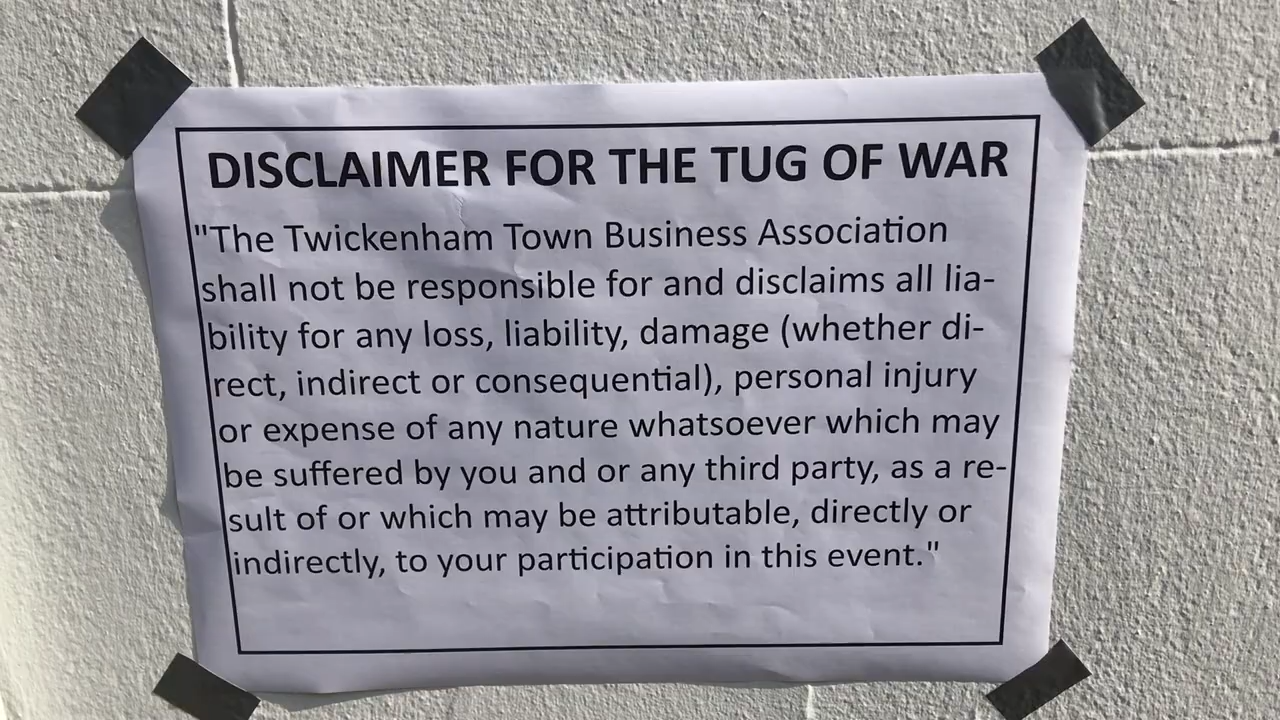 DISCLAIMER FOR THE TUG OF WAR
"The Twickenham Town Business Association
shall not be responsible for and disclaims all lia-
bility for any loss, liability, damage (whether di-
rect, indirect or consequential), personal injury
or expense of any nature whatsoever which may
be suffered by you and or any third party, as a re-
sult of or which may be attributable, directly or
indirectly, to your participation in this event."